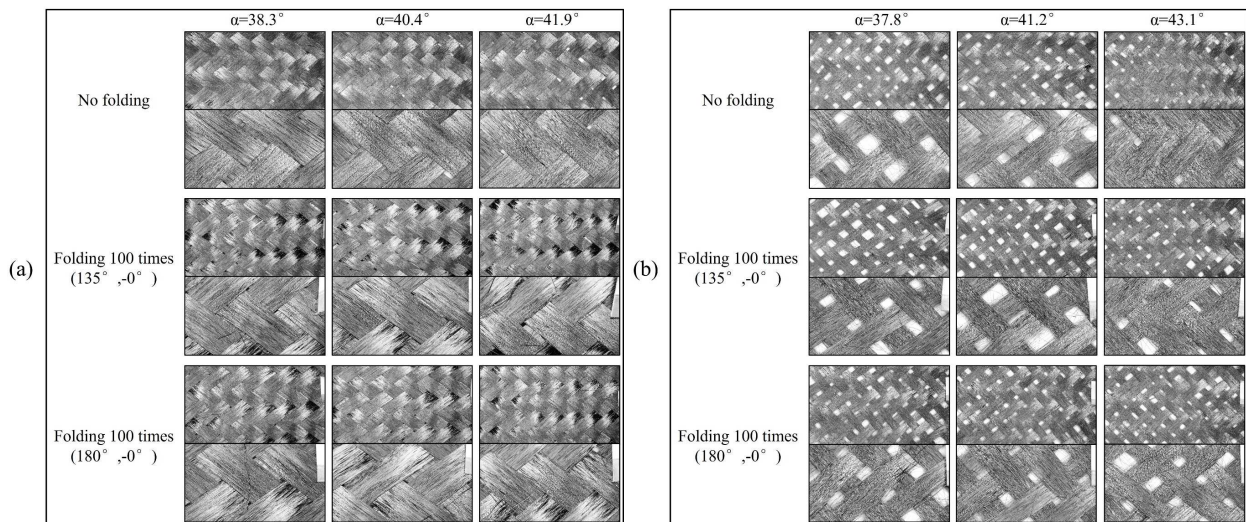 α=38.3° α=40.4° α=41.9°
No folding
(a)
Folding 100 times
(135°,-0°)
Folding 100 times
(180°,-0°)
α=37.8° α=41.2° α=43.1°
No folding
(b)
Folding 100 times
(135°,-0°)
Folding 100 times
(180°,-0°)